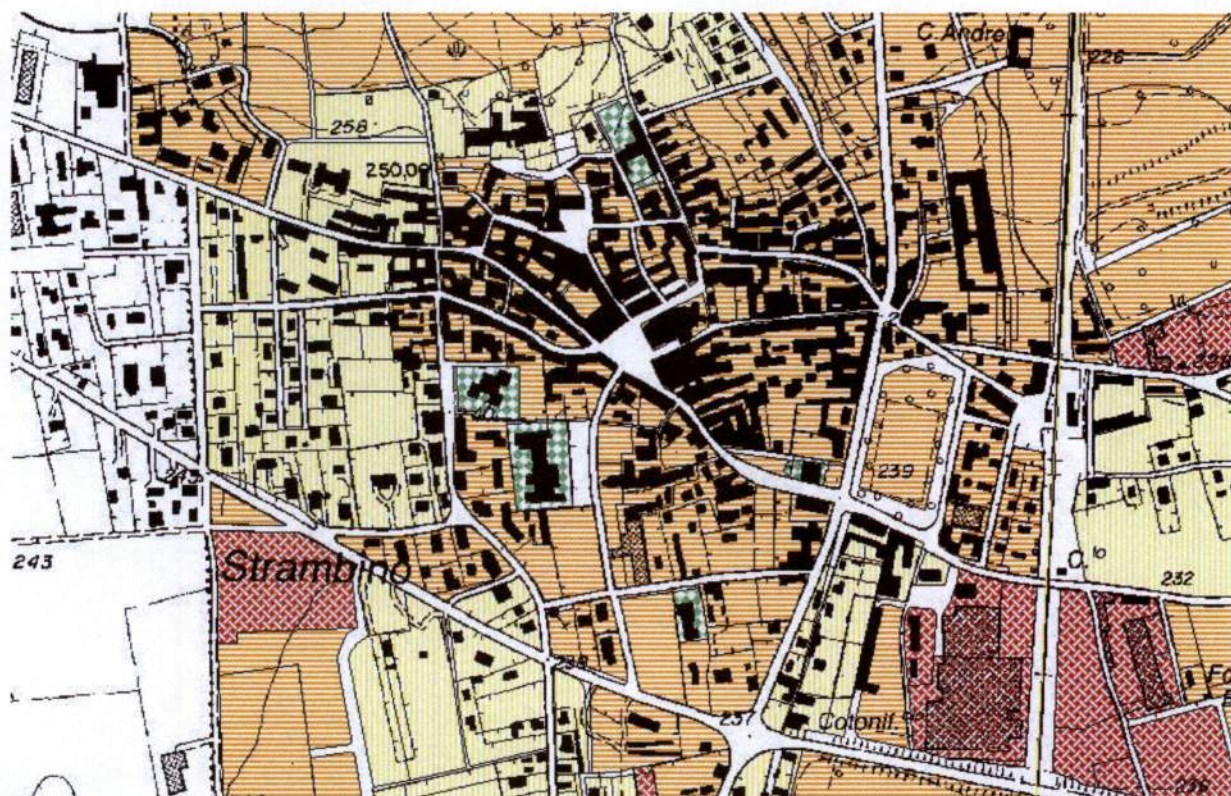 C. Andre
226
258
250,00
239
243
Strambino
C.
232
237
Cotonif.
F